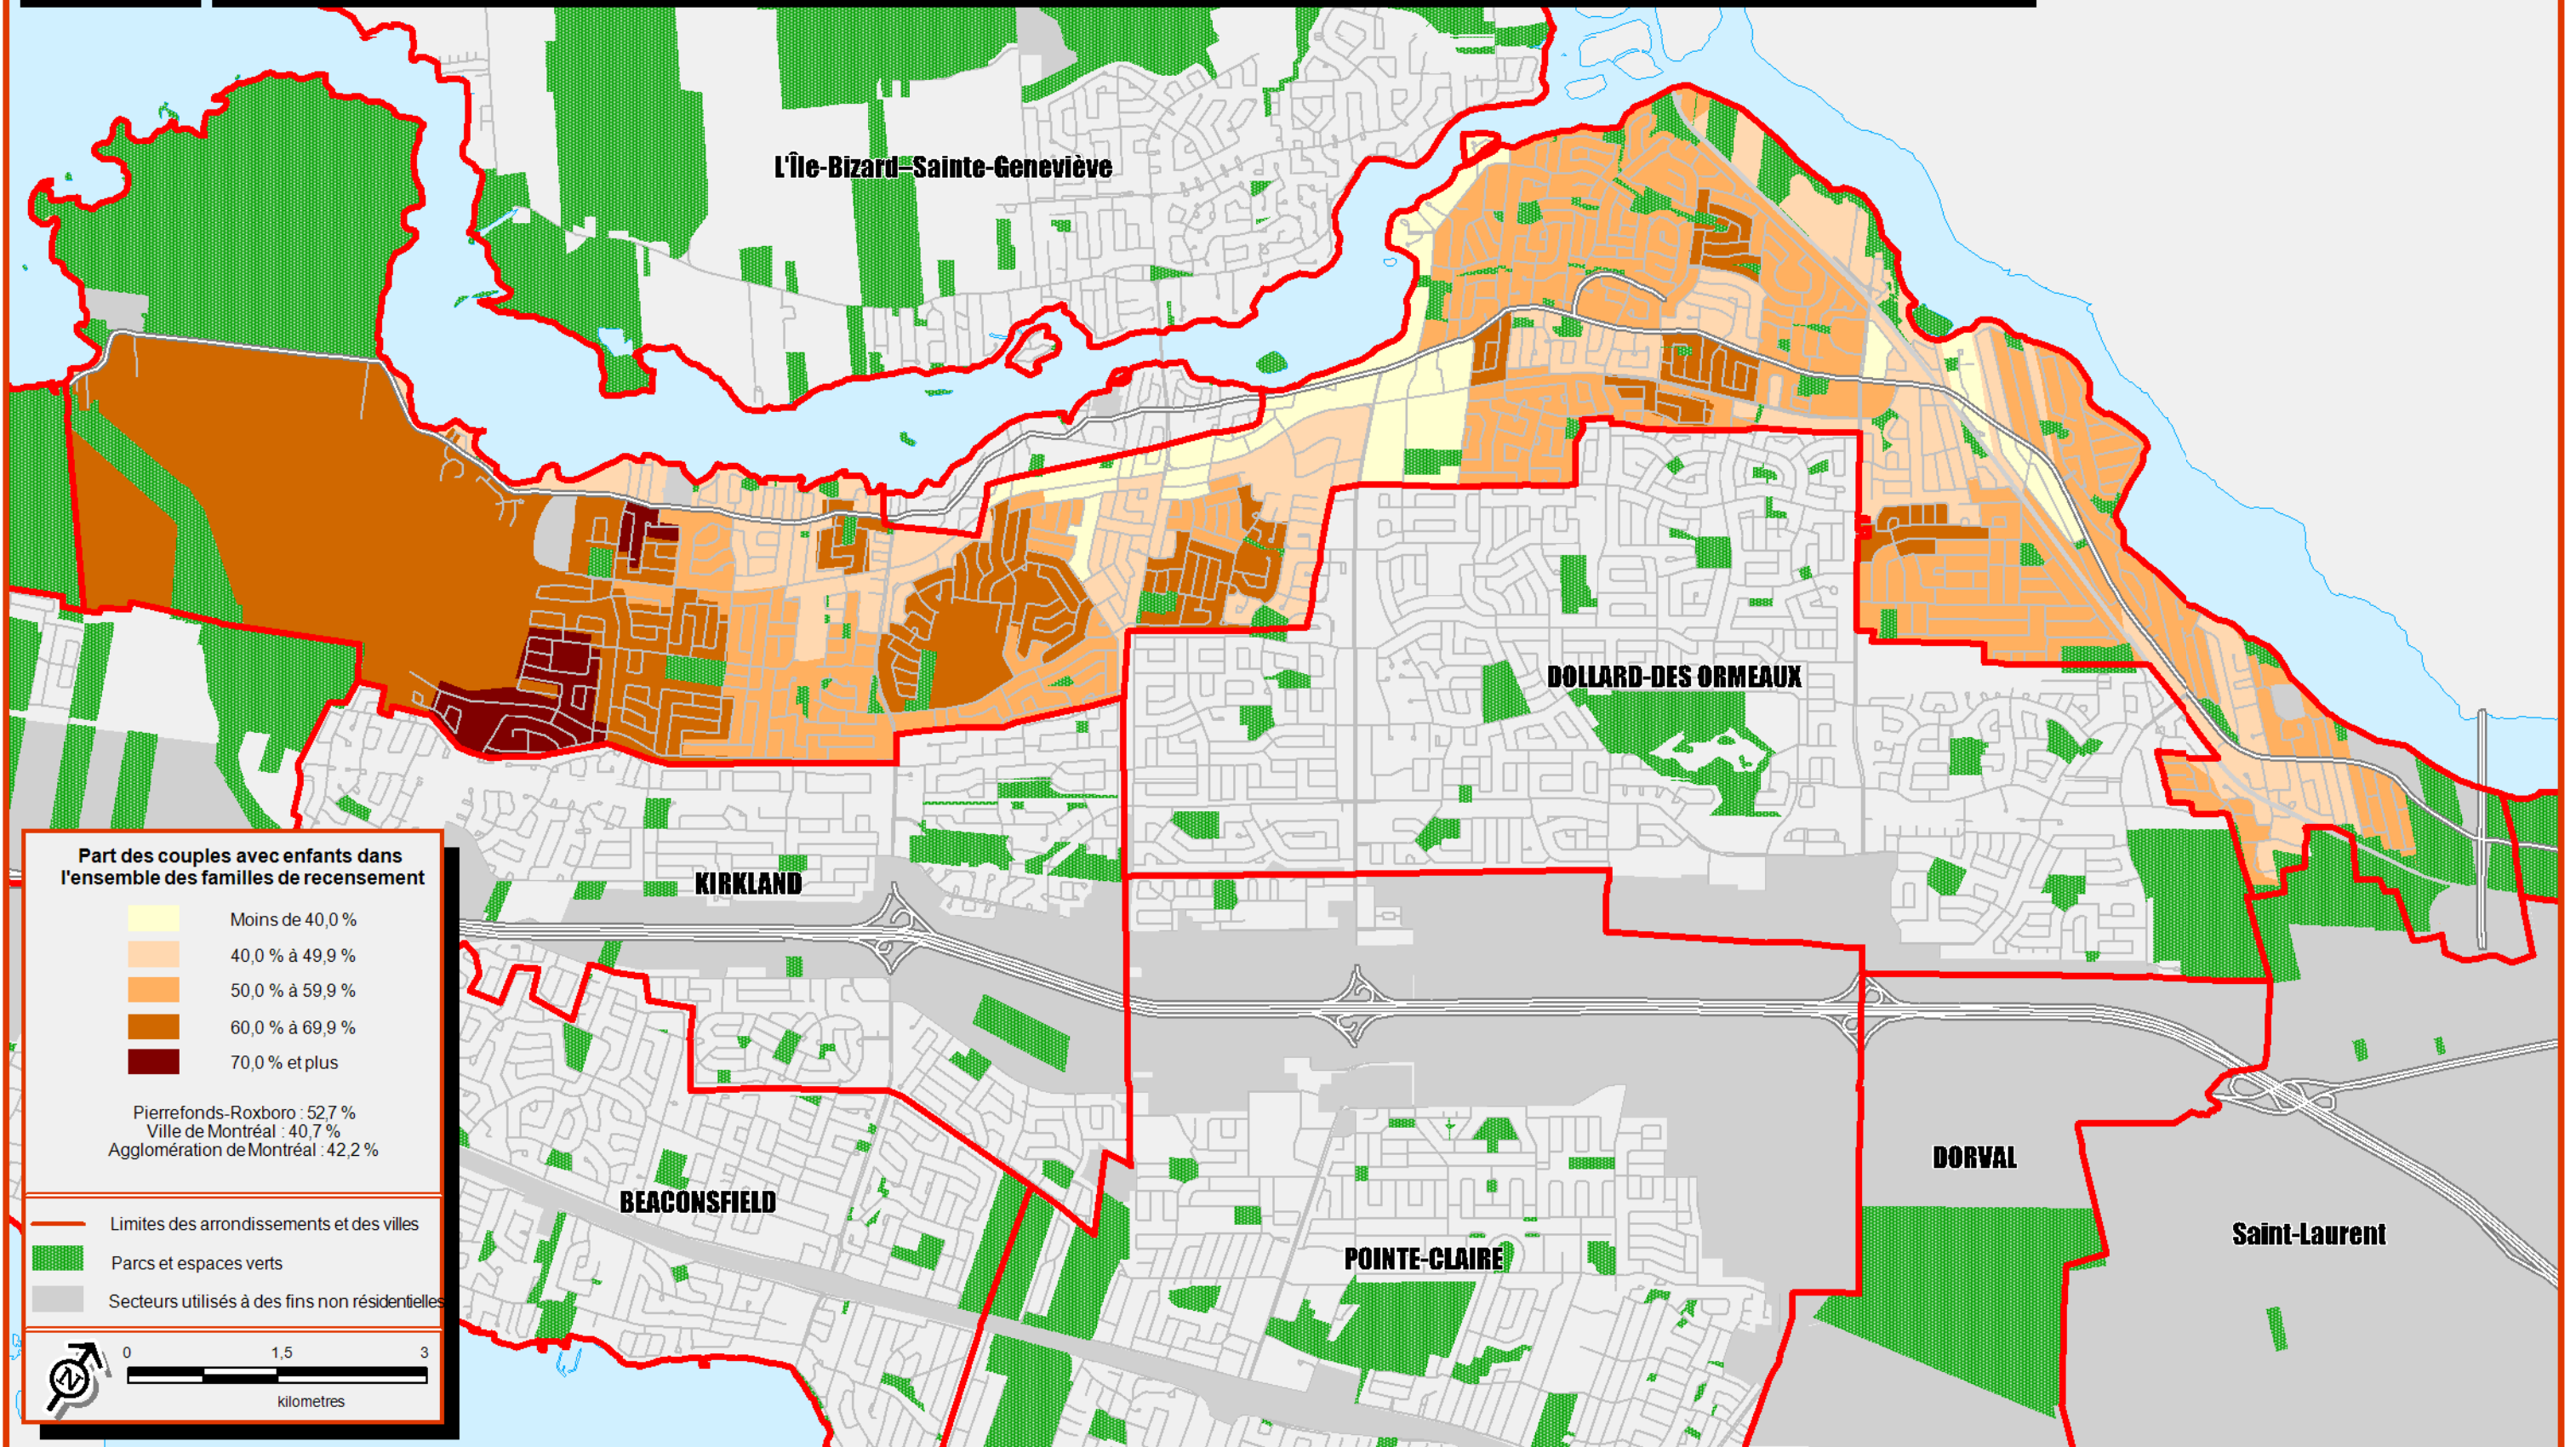 L'Île-Bizard–Sainte-Geneviève
DOLLARD-DES ORMEAUX
KIRKLAND
BEACONSFIELD
POINTE-CLAIRE
DORVAL
Saint-Laurent
Part des couples avec enfants dans
l'ensemble des familles de recensement
Moins de 40,0 %
40,0 % à 49,9 %
50,0 % à 59,9 %
60,0 % à 69,9 %
70,0 % et plus
Pierrefonds-Roxboro : 52,7 %
Ville de Montréal : 40,7 %
Agglomération de Montréal : 42,2 %
Limites des arrondissements et des villes
Parcs et espaces verts
Secteurs utilisés à des fins non résidentielles
N
0 1,5 3
kilometres